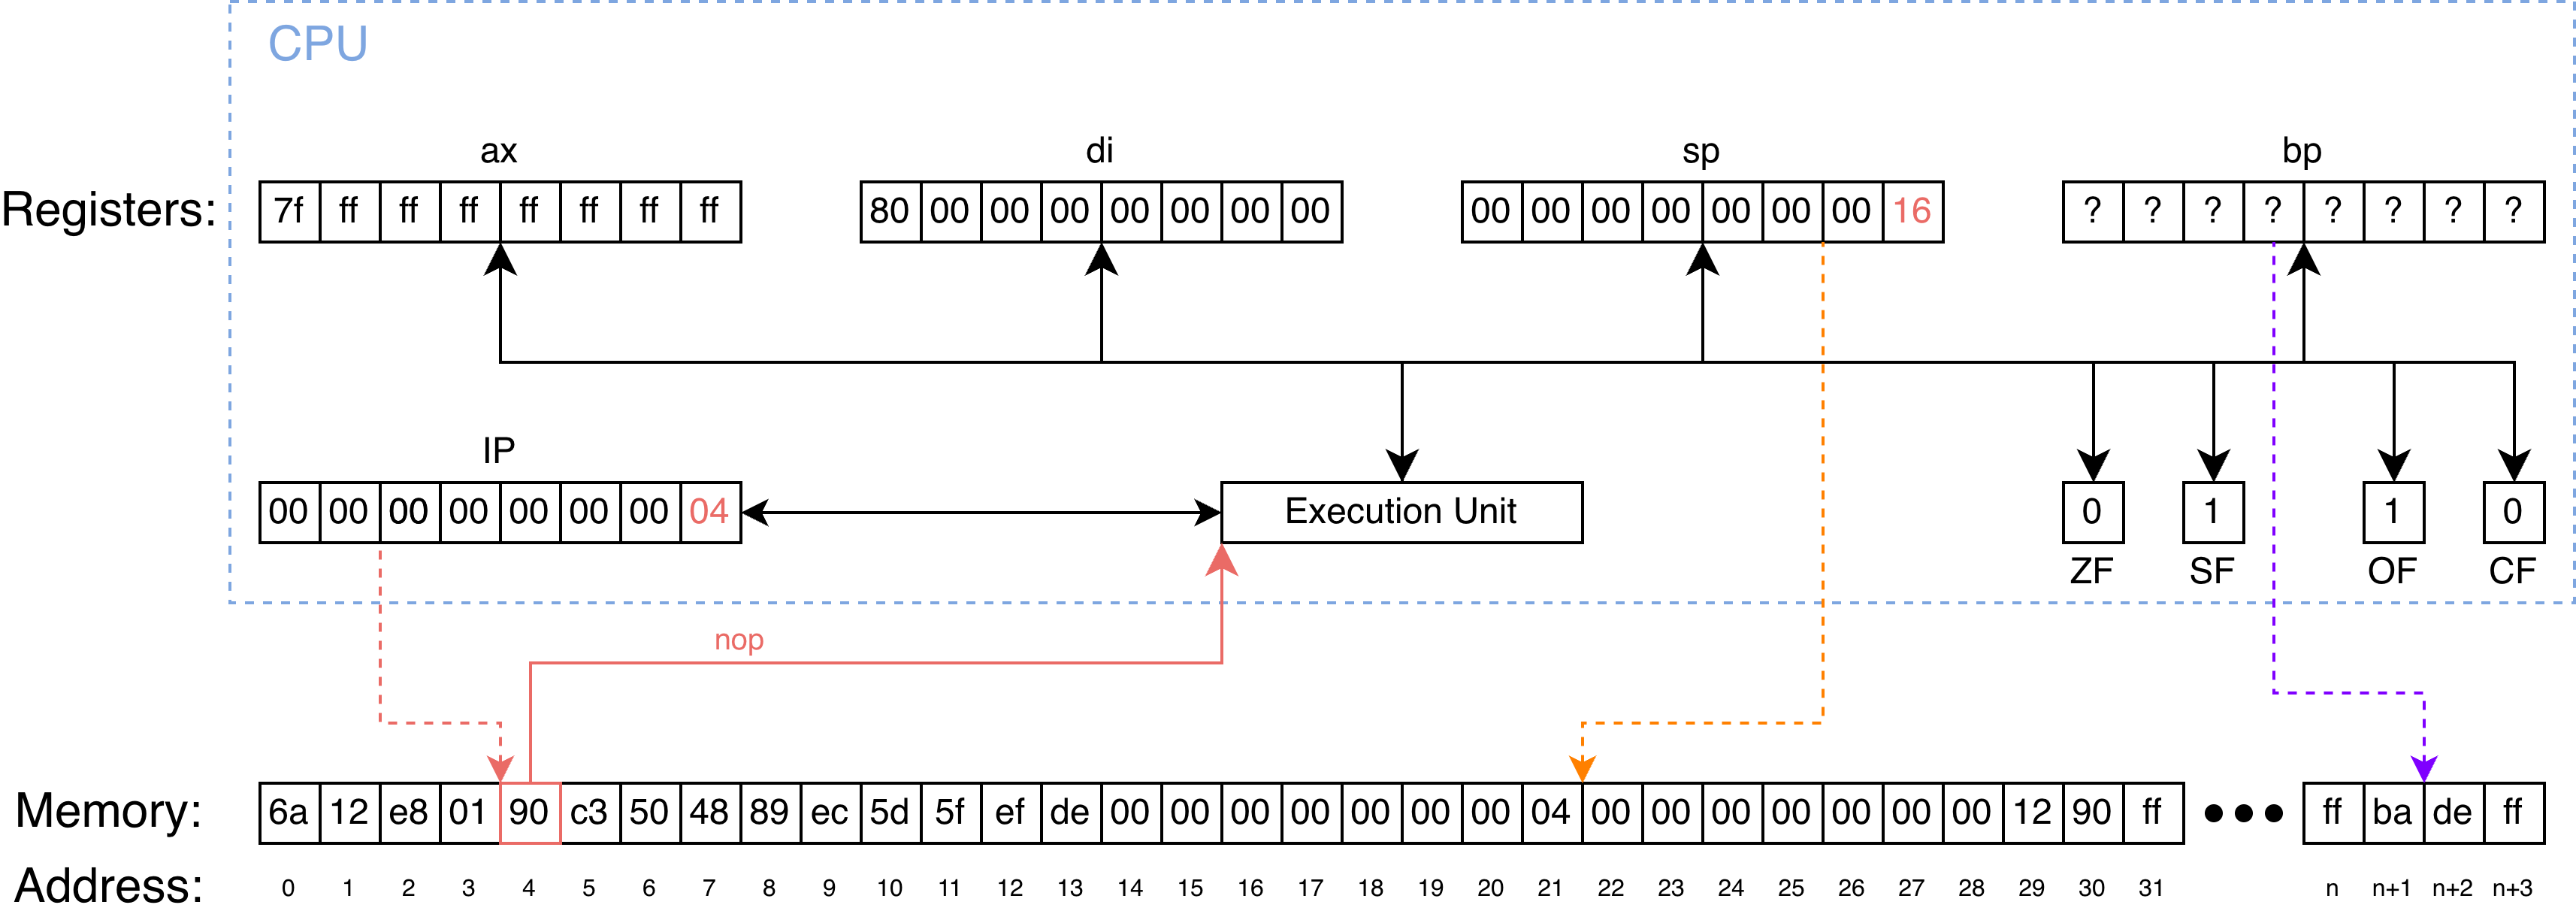 CPU
ax di sp bp
Registers: 7f ff ff ff ff ff ff ff 80 00 00 00 00 00 00 00 00 00 00 00 00 00 00 16 ? ? ? ? ? ? ? ?
IP
00 00 00 00 00 00 00 04 Execution Unit 0 1 1 0
ZF SF OF CF
nop
Memory: 6a 12 e8 01 90 c3 50 48 89 ec 5d 5f ef de 00 00 00 00 00 00 00 04 00 00 00 00 00 00 00 12 90 ff ff ba de ff
Address: 0 1 2 3 4 5 6 7 8 9 10 11 12 13 14 15 16 17 18 19 20 21 22 23 24 25 26 27 28 29 30 31 n n+1 n+2 n+3